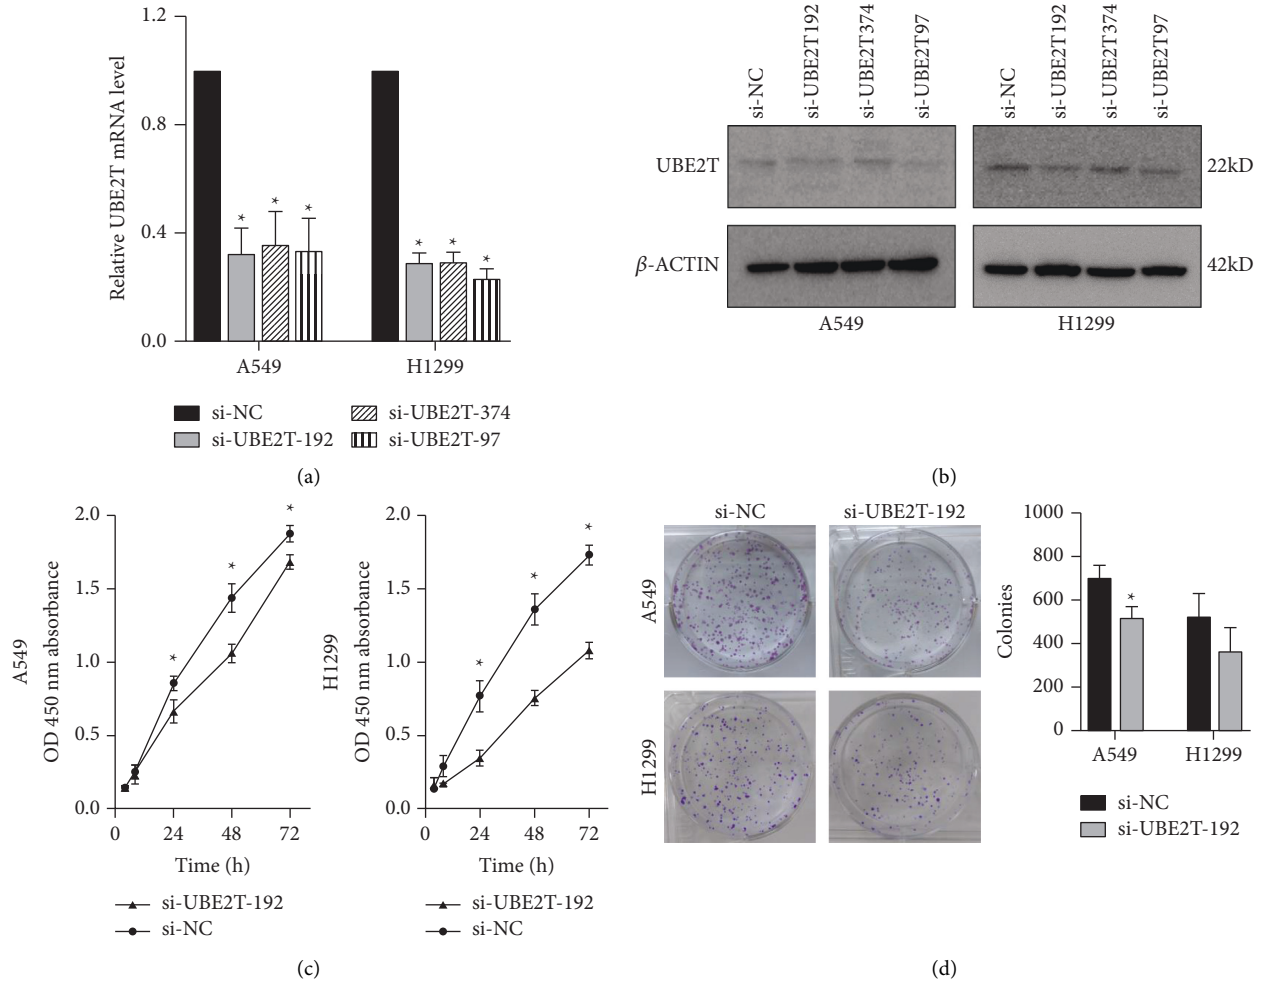 Relative UBE2T mRNA level
1.2
0.8
0.4
0.0
* * *
* * *
A549 H1299
si-NC
si-UBE2T-192
si-UBE2T-374
si-UBE2T-97
(a)
si-NC
si-UBE2T192
si-UBE2T374
si-UBE2T97
si-NC
si-UBE2T192
si-UBE2T374
si-UBE2T97
UBE2T
22kD
β-ACTIN
42kD
A549
H1299
(b)
A549
OD 450 nm absorbance
2.0
1.5
1.0
0.5
0.0
* * *
0 24 48 72
Time (h)
si-UBE2T-192
si-NC
H1299
OD 450 nm absorbance
2.0
1.5
1.0
0.5
0.0
* * *
0 24 48 72
Time (h)
si-UBE2T-192
si-NC
(c)
si-NC
si-UBE2T-192
A549
H1299
Colonies
1000
800
600
400
200
0
*
A549 H1299
si-NC
si-UBE2T-192
(d)